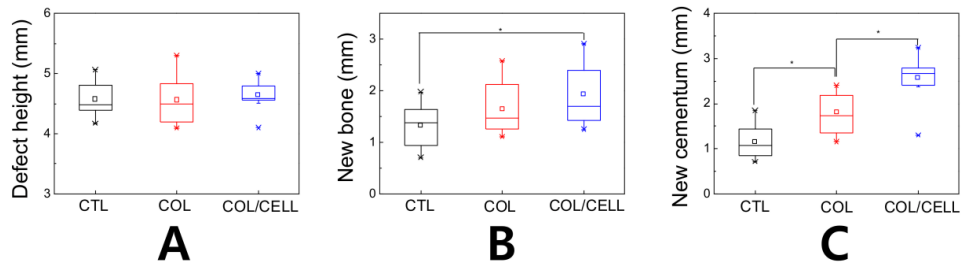 Defect height (mm)
6
5
4
3
CTL
COL
COL/CELL
A
New bone (mm)
3
2
1
0
*
CTL
COL
COL/CELL
B
New cementum (mm)
4
3
2
1
0
*
*
CTL
COL
COL/CELL
C